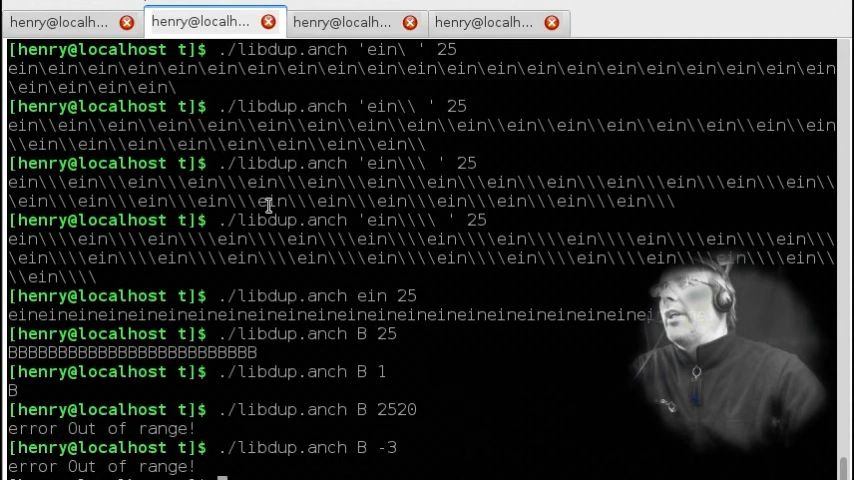 henry@localh... henry@localh... henry@localh... henry@localh...
[henry@localhost t]$ ./libdup.anch 'ein\ ' 25
ein\ein\ein\ein\ein\ein\ein\ein\ein\ein\ein\ein\ein\ein\ein\ein\ein\ein\ein\ein\ein
\ein\ein\ein\ein\
[henry@localhost t]$ ./libdup.anch 'ein\\ ' 25
ein\\ein\\ein\\ein\\ein\\ein\\ein\\ein\\ein\\ein\\ein\\ein\\ein\\ein\\ein\\ein\\ein
\\ein\\ein\\ein\\ein\\ein\\ein\\ein\\ein\\
[henry@localhost t]$ ./libdup.anch 'ein\\\ ' 25
ein\\\ein\\\ein\\\ein\\\ein\\\ein\\\ein\\\ein\\\ein\\\ein\\\ein\\\ein\\\ein\\\ein\\
\ein\\\ein\\\ein\\\ein\\\ein\\\ein\\\ein\\\ein\\\ein\\\ein\\\ein\\\
[henry@localhost t]$ ./libdup.anch 'ein\\\\ ' 25
ein\\\\ein\\\\ein\\\\ein\\\\ein\\\\ein\\\\ein\\\\ein\\\\ein\\\\ein\\\\ein\\\\ein\\\
\ein\\\\ein\\\\ein\\\\ein\\\\ein\\\\ein\\\\ein\\\\ein\\\\ein\\\\ein\\\\ein\\\\ein\\
\\ein\\\\
[henry@localhost t]$ ./libdup.anch ein 25
eineineineineineineineineineineineineineineineineineineineineineinein
[henry@localhost t]$ ./libdup.anch B 25
BBBBBBBBBBBBBBBBBBBBBBBBB
[henry@localhost t]$ ./libdup.anch B 1
B
[henry@localhost t]$ ./libdup.anch B 2520
error Out of range!
[henry@localhost t]$ ./libdup.anch B -3
error Out of range!